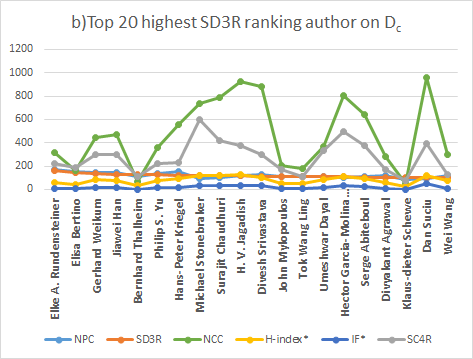 b)Top 20 highest SD3R ranking author on Dc
1200
1000
800
600
400
200
0
Elke A. Rundensteiner
Elisa Bertino
Gerhard Weikum
Jiawei Han
Bernhard Thalheim
Philip S. Yu
Hans-Peter Kriegel
Michael Stonebraker
Surajit Chaudhuri
H. V. Jagadish
Divesh Srivastava
John Mylopoulos
Tok Wang Ling
Umeshwar Dayal
Hector Garcia-Molina...
Serge Abiteboul
Divyakant Agrawal
Klaus-dieter Schewe
Dan Suciu
Wei Wang
NPC SD3R NCC H-index* IF* SC4R